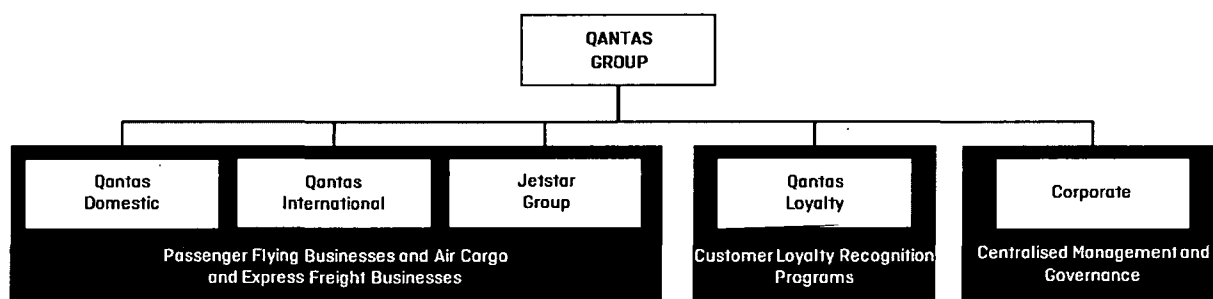 QANTAS
GROUP
Qantas
Domestic
Qantas
International
Jetstar
Group
Qantas
Loyalty
Corporate
Passenger Flying Businesses and Air Cargo
and Express Freight Businesses
Customer Loyalty Recognition
Programs
Centralised Management and
Governance